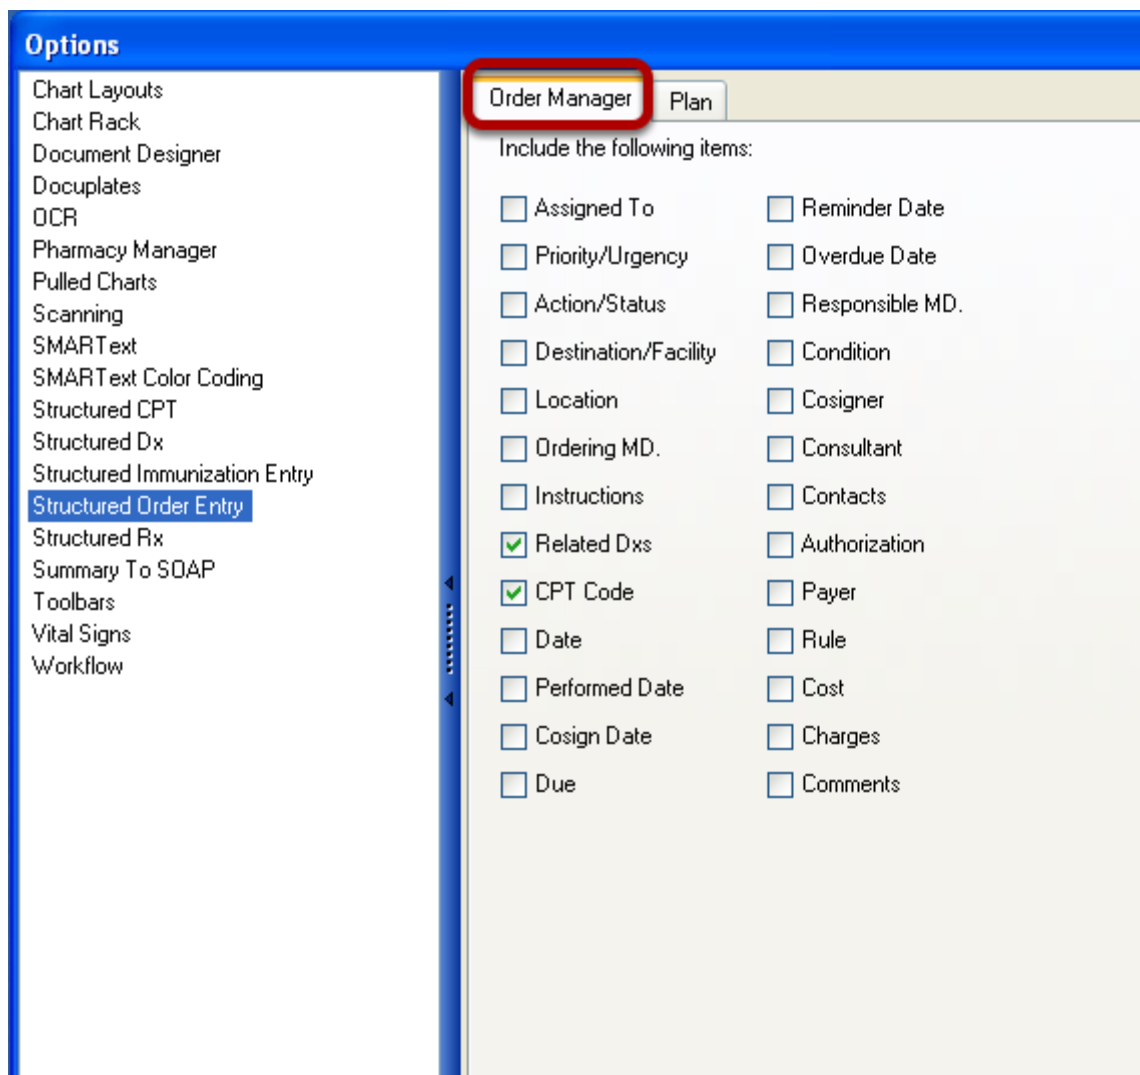 Options
Chart Layouts
Chart Rack
Document Designer
Docuplates
OCR
Pharmacy Manager
Pulled Charts
Scanning
SMARText
SMARText Color Coding
Structured CPT
Structured Dx
Structured Immunization Entry
Structured Order Entry
Structured Rx
Summary To SOAP
Toolbars
Vital Signs
Workflow
Order Manager
Plan
Include the following items:
Assigned To
Priority/Urgency
Action/Status
Destination/Facility
Location
Ordering MD.
Instructions
Related Dxs
CPT Code
Date
Performed Date
Cosign Date
Due
Reminder Date
Overdue Date
Responsible MD.
Condition
Cosigner
Consultant
Contacts
Authorization
Payer
Rule
Cost
Charges
Comments